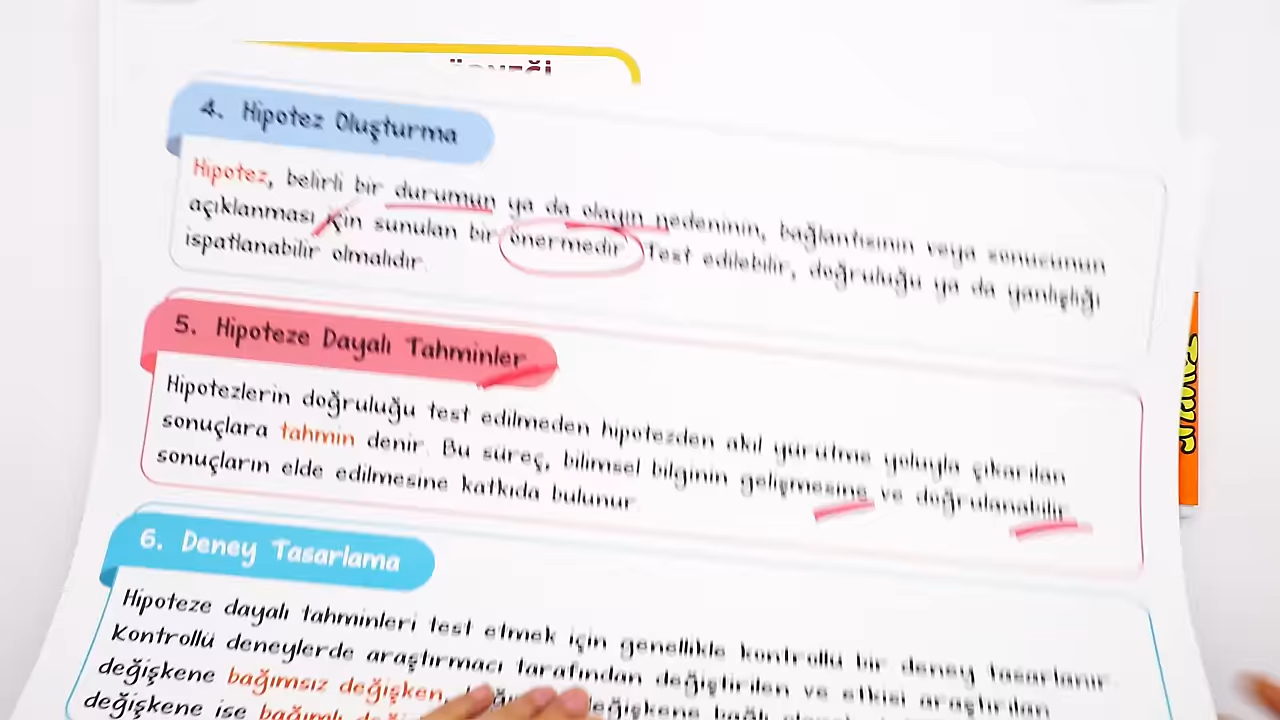 4. Hipotez Oluşturma
Hipotez, belirli bir durumun ya da olayın nedeninin, bağlantısının veya sonucunun
açıklanması için sunulan bir önermedir. Test edilebilir, doğruluğu ya da yanlışlığı
ispatlanabilir olmalıdır.
5. Hipoteze Dayalı Tahminler
Hipotezlerin doğruluğu test edilmeden hipotezden akıl yürütme yoluyla çıkarılan
sonuçlara tahmin denir. Bu süreç, bilimsel bilginin gelişmesine ve doğrulanabilir
sonuçların elde edilmesine katkıda bulunur.
6. Deney Tasarlama
Hipoteze dayalı tahminleri test etmek için genellikle kontrollü bir deney tasarlanır.
Kontrollü deneylerde araştırmacı tarafından değiştirilen ve etkisi araştırılan
değişkene bağımsız değişken, değişkene bağlı
değişkene ise bağımlı